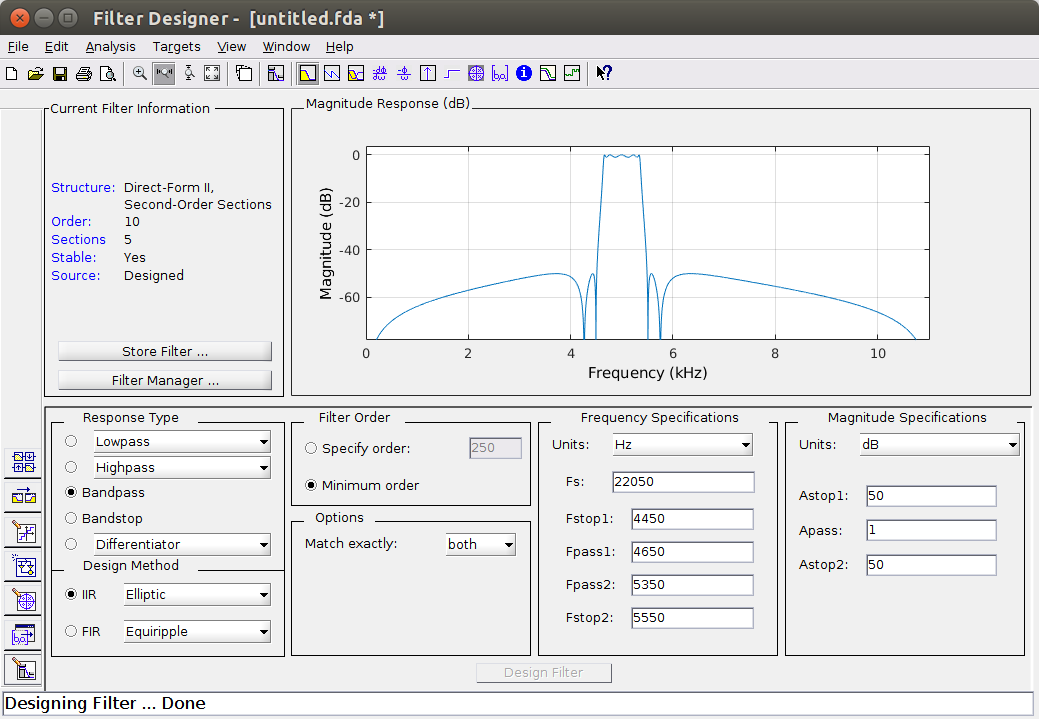 Filter Designer -  [untitled.fda *]
File Edit Analysis Targets View Window Help
Current Filter Information
Structure: Direct-Form II,
Second-Order Sections
Order: 10
Sections 5
Stable: Yes
Source: Designed
Store Filter ...
Filter Manager ...
Magnitude Response (dB)
Magnitude (dB)
0
-20
-40
-60
0 2 4 6 8 10
Frequency (kHz)
Response Type
Lowpass
Highpass
Bandpass
Bandstop
Differentiator
Design Method
IIR Elliptic
FIR Equiripple
Filter Order
Specify order: 250
Minimum order
Options
Match exactly: both
Frequency Specifications
Units: Hz
Fs: 22050
Fstop1: 4450
Fpass1: 4650
Fpass2: 5350
Fstop2: 5550
Magnitude Specifications
Units: dB
Astop1: 50
Apass: 1
Astop2: 50
Design Filter
Designing Filter ... Done